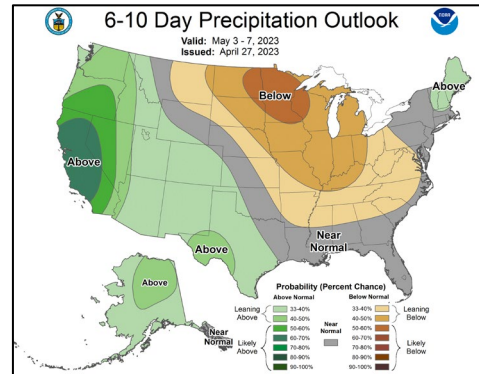 6-10 Day Precipitation Outlook
Valid: May 3 - 7, 2023
Issued: April 27, 2023
NOAA
Below
Above
Above
Near
Normal
Above
Above
Near
Normal
Probability (Percent Chance)
Above Normal
Below Normal
Leaning
Above
33-40%
40-50%
50-60%
Likely
Above
60-70%
70-80%
80-90%
90-100%
Near
Normal
33-40%
40-50%
50-60%
Leaning
Below
60-70%
70-80%
80-90%
90-100%
Likely
Below